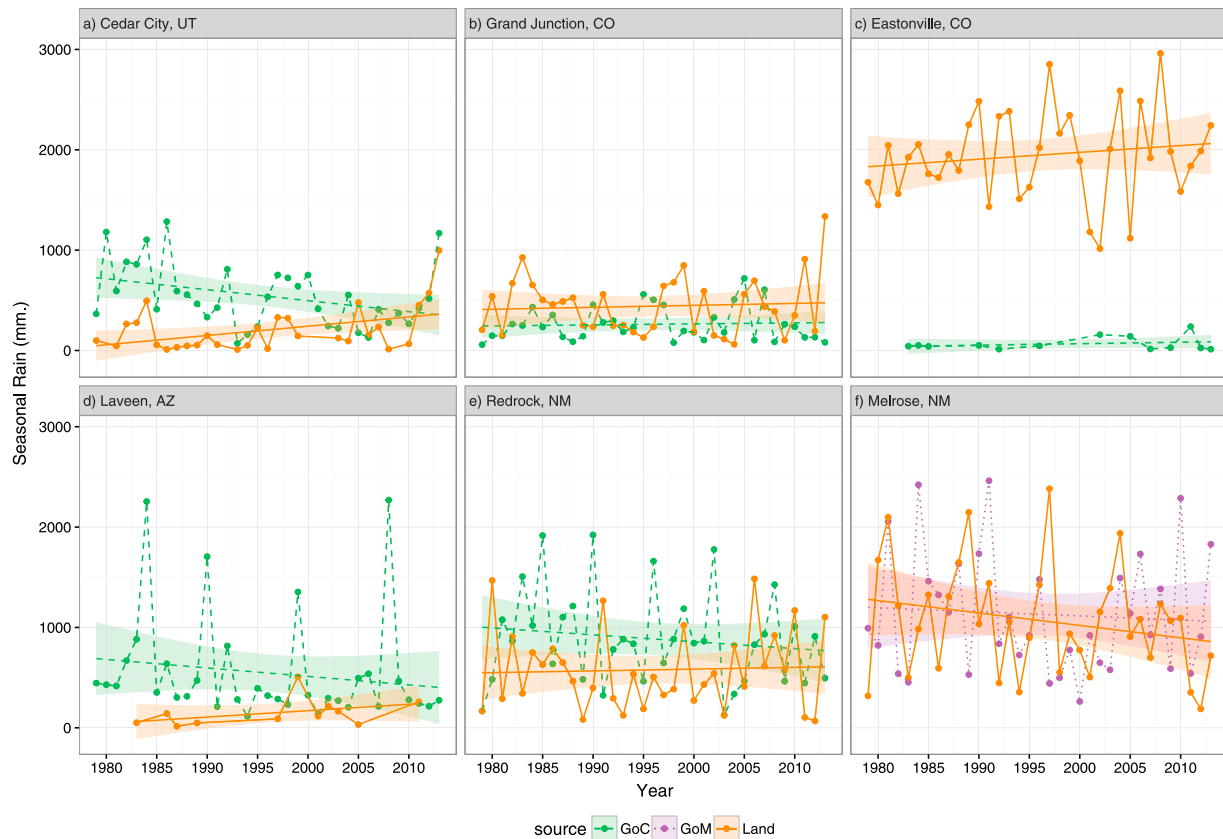 a) Cedar City, UT
b) Grand Junction, CO
c) Eastonville, CO
3000
2000
1000
0
d) Laveen, AZ
e) Redrock, NM
f) Melrose, NM
3000
2000
1000
0
Seasonal Rain (mm.)
1980 1985 1990 1995 2000 2005 2010
1980 1985 1990 1995 2000 2005 2010
1980 1985 1990 1995 2000 2005 2010
Year
source GoC GoM Land